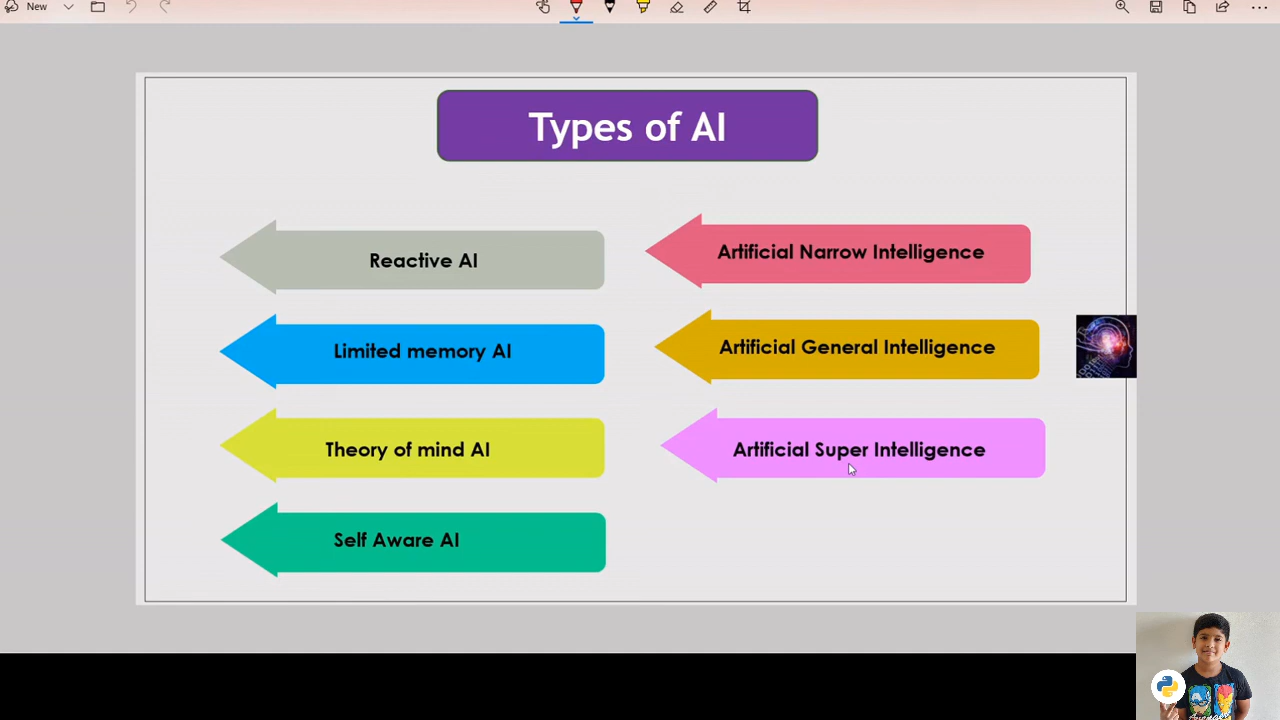 New
Types of AI
Reactive AI
Artificial Narrow Intelligence
Limited memory AI
Artificial General Intelligence
Theory of mind AI
Artificial Super Intelligence
Self Aware AI